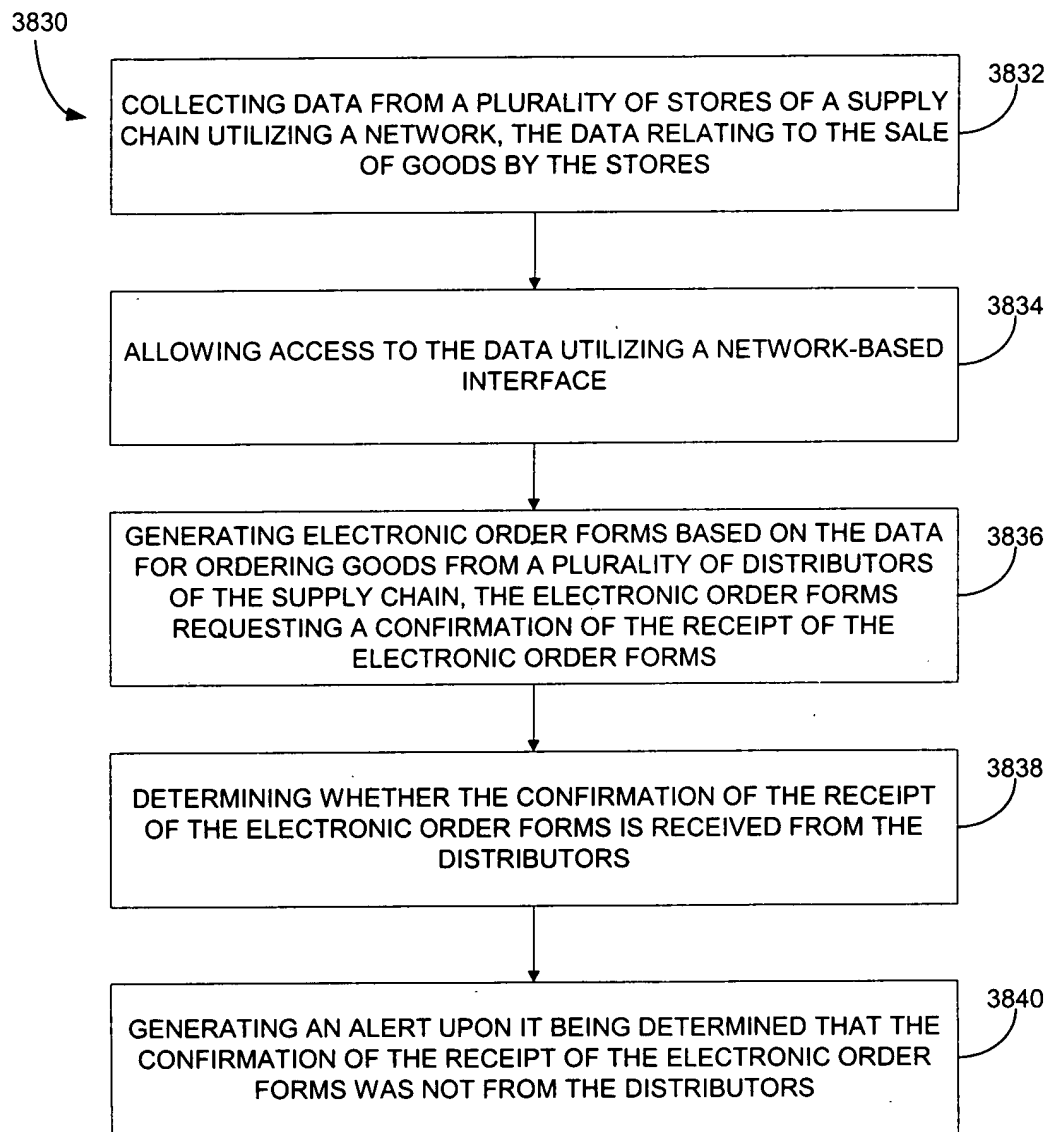 3830
3832
COLLECTING DATA FROM A PLURALITY OF STORES OF A SUPPLY
CHAIN UTILIZING A NETWORK, THE DATA RELATING TO THE SALE
OF GOODS BY THE STORES
3834
ALLOWING ACCESS TO THE DATA UTILIZING A NETWORK-BASED
INTERFACE
3836
GENERATING ELECTRONIC ORDER FORMS BASED ON THE DATA
FOR ORDERING GOODS FROM A PLURALITY OF DISTRIBUTORS
OF THE SUPPLY CHAIN, THE ELECTRONIC ORDER FORMS
REQUESTING A CONFIRMATION OF THE RECEIPT OF THE
ELECTRONIC ORDER FORMS
3838
DETERMINING WHETHER THE CONFIRMATION OF THE RECEIPT
OF THE ELECTRONIC ORDER FORMS IS RECEIVED FROM THE
DISTRIBUTORS
3840
GENERATING AN ALERT UPON IT BEING DETERMINED THAT THE
CONFIRMATION OF THE RECEIPT OF THE ELECTRONIC ORDER
FORMS WAS NOT FROM THE DISTRIBUTORS